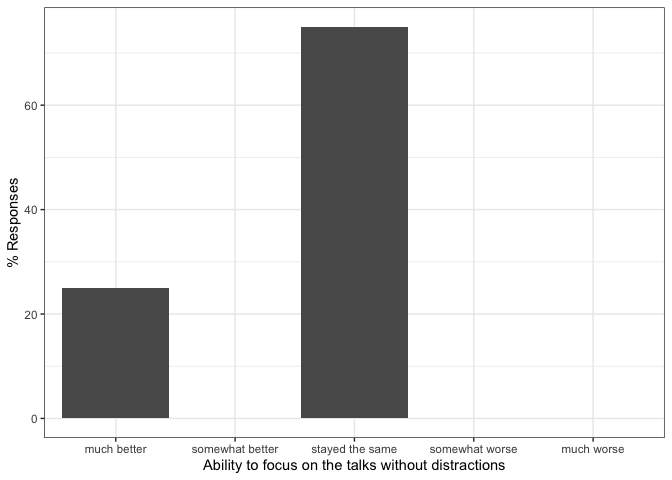 % Responses
60
40
20
0
much better
somewhat better
stayed the same
somewhat worse
much worse
Ability to focus on the talks without distractions